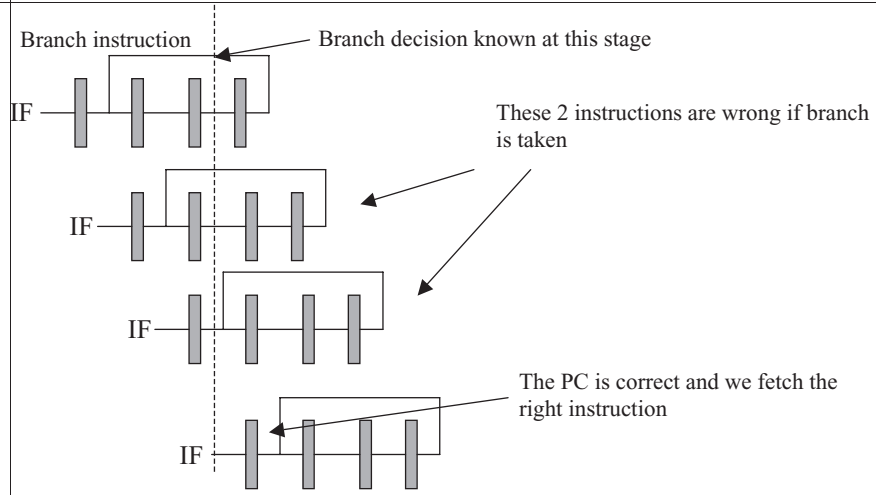 Branch instruction
Branch decision known at this stage
IF
These 2 instructions are wrong if branch
is taken
IF
IF
The PC is correct and we fetch the
right instruction
IF